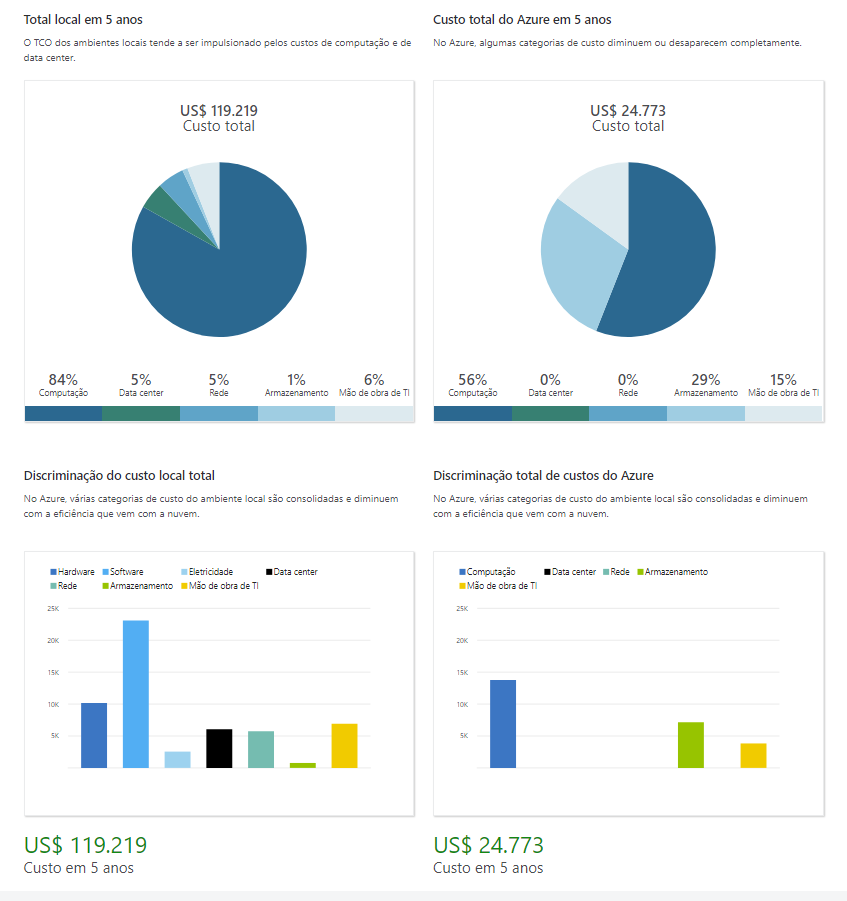 Total local em 5 anos
O TCO dos ambientes locais tende a ser impulsionado pelos custos de computação e de
data center.
US$ 119.219
Custo total
84%
Computação
5%
Data center
5%
Rede
1%
Armazenamento
6%
Mão de obra de TI
Custo total do Azure em 5 anos
No Azure, algumas categorias de custo diminuem ou desaparecem completamente.
US$ 24.773
Custo total
56%
Computação
0%
Data center
0%
Rede
29%
Armazenamento
15%
Mão de obra de TI
Discriminação do custo local total
No Azure, várias categorias de custo do ambiente local são consolidadas e diminuem
com a eficiência que vem com a nuvem.
Hardware Software Eletricidade Data center
Rede Armazenamento Mão de obra de TI
25K
20K
15K
10K
5K
US$ 119.219
Custo em 5 anos
Discriminação total de custos do Azure
No Azure, várias categorias de custo do ambiente local são consolidadas e diminuem
com a eficiência que vem com a nuvem.
Computação Data center Rede Armazenamento
Mão de obra de TI
25K
20K
15K
10K
5K
US$ 24.773
Custo em 5 anos